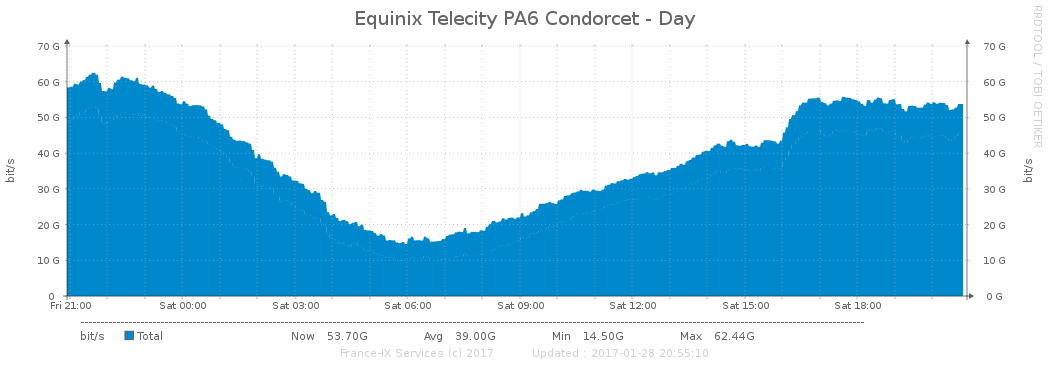 Equinix Telecity PA6 Condorcet - Day
RRDTOOL / TOBI OETIKER
bit/s
70 G
60 G
50 G
40 G
30 G
20 G
10 G
0
70 G
60 G
50 G
40 G
30 G
20 G
10 G
0 G
bit/s
Fri 21:00 Sat 00:00 Sat 03:00 Sat 06:00 Sat 09:00 Sat 12:00 Sat 15:00 Sat 18:00
bit/s Total Now 53.70G Avg 39.00G Min 14.50G Max 62.44G
France-IX Services (c) 2017 Updated : 2017-01-28 20:55:10